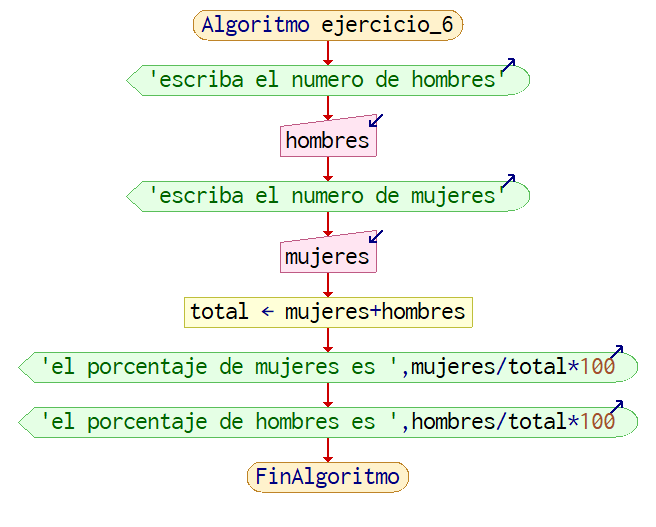 Algoritmo ejercicio_6
'escriba el numero de hombres'
hombres
'escriba el numero de mujeres'
mujeres
total ← mujeres+hombres
'el porcentaje de mujeres es ',mujeres/total*100
'el porcentaje de hombres es ',hombres/total*100
FinAlgoritmo